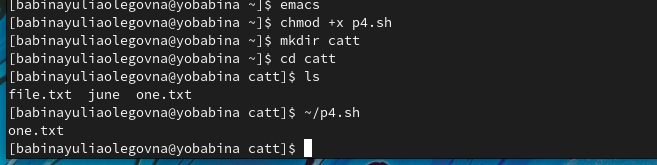 [babinayuliaolegovna@yobabina ~]$ emacs
[babinayuliaolegovna@yobabina ~]$ chmod +x p4.sh
[babinayuliaolegovna@yobabina ~]$ mkdir catt
[babinayuliaolegovna@yobabina ~]$ cd catt
[babinayuliaolegovna@yobabina catt]$ ls
file.txt  june  one.txt
[babinayuliaolegovna@yobabina catt]$ ~/p4.sh
one.txt
[babinayuliaolegovna@yobabina catt]$